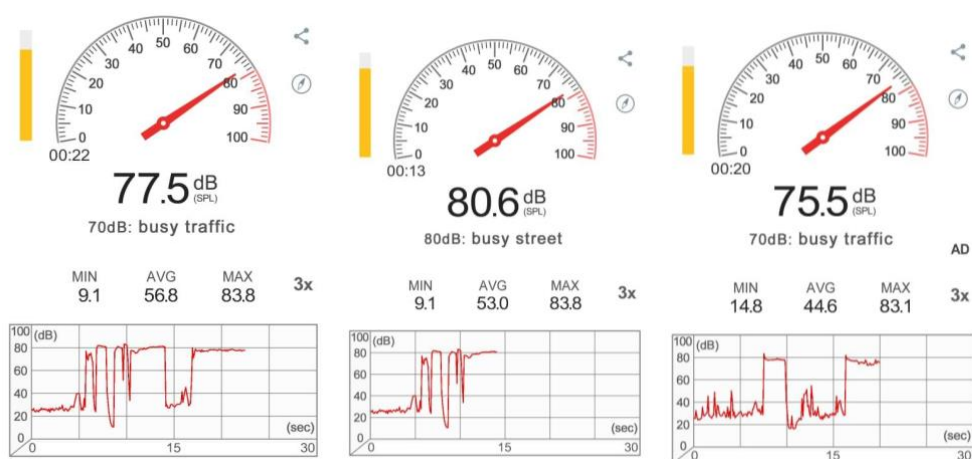 0 10 20 30 40 50 60 70 80 90 100
00:22
77.5 dB (SPL)
70dB: busy traffic
MIN AVG MAX
9.1 56.8 83.8
3x
100 (dB)
80
60
40
20
0
(sec)
0 15 30
0 10 20 30 40 50 60 70 80 90 100
00:13
80.6 dB (SPL)
80dB: busy street
MIN AVG MAX
9.1 53.0 83.8
3x
100 (dB)
80
60
40
20
0
(sec)
0 15 30
0 10 20 30 40 50 60 70 80 90 100
00:20
75.5 dB (SPL)
70dB: busy traffic
AD
MIN AVG MAX
14.8 44.6 83.1
3x
100 (dB)
80
60
40
20
0
(sec)
0 15 30